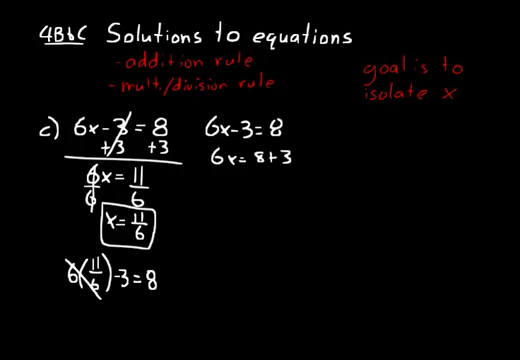 4B6C Solutions to equations
- addition rule
- mult./division rule
goal is to
isolate x
c) 6x - 3 = 8
+3 +3
6x = 11
6 6
x = 11/6
6(11/6) - 3 = 8
6x - 3 = 8
6x = 8 + 3